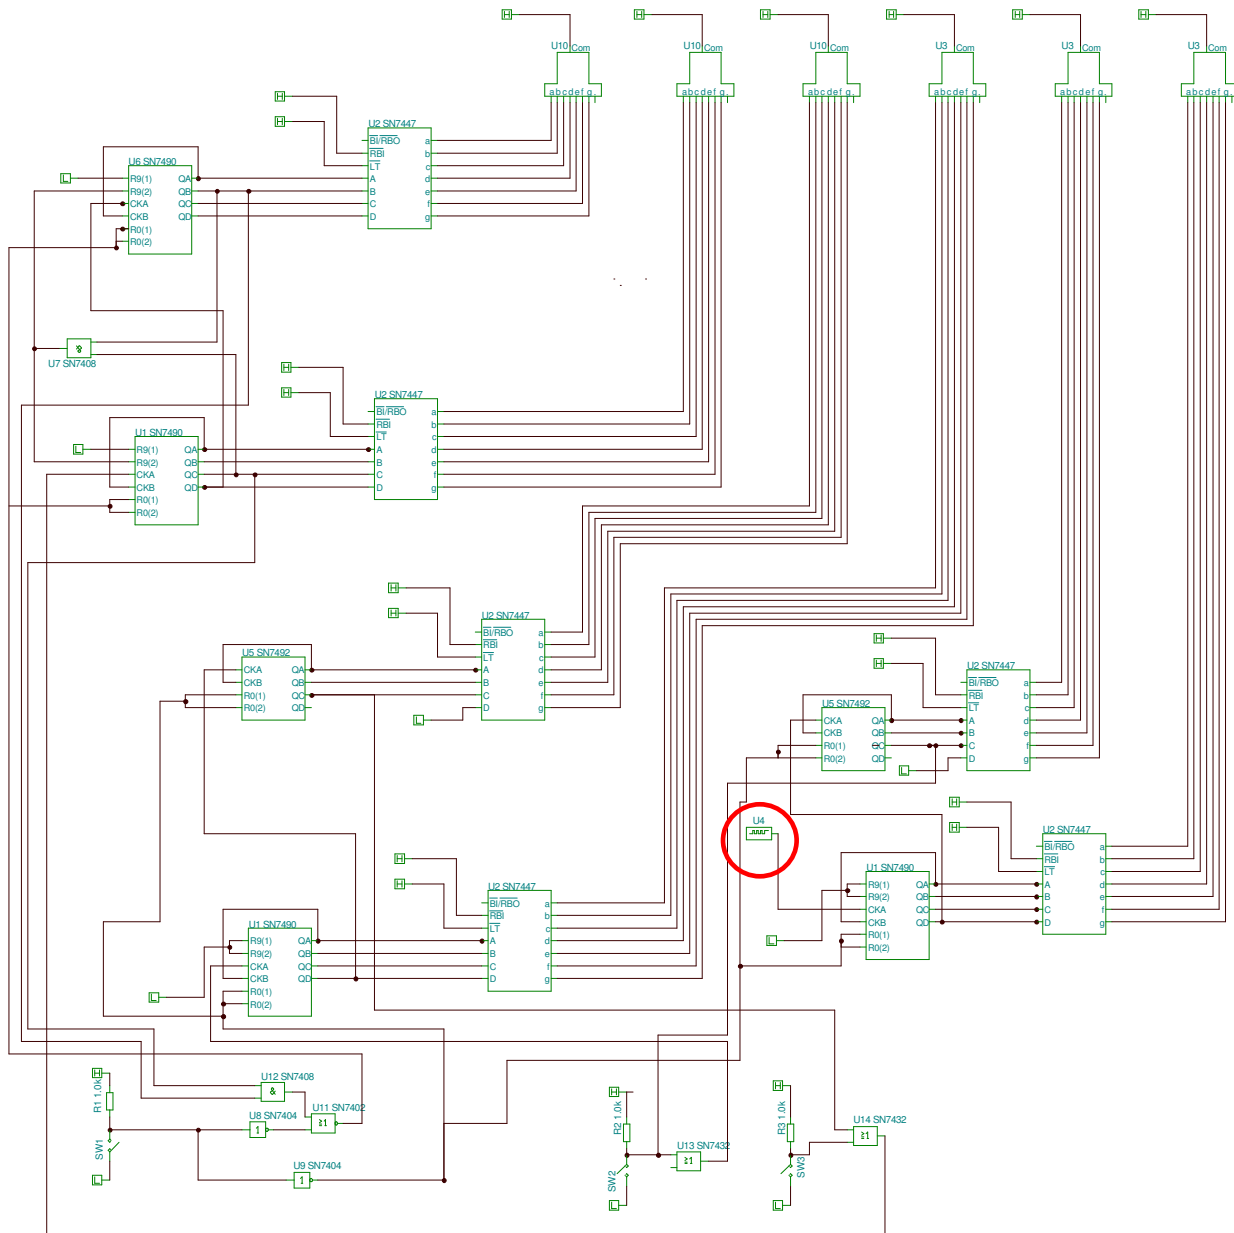 H H H H H H
U10 Com U10 Com U10 Com U3 Com U3 Com U3 Com
abcdefg. abcdefg. abcdefg. abcdefg. abcdefg. abcdefg.
H
H
U2 SN7447
BI/RBO a
RBI b
LT c
A d
B e
C f
D g
U6 SN7490
L
R9(1) QA
R9(2) QB
CKA QC
CKB QD
R0(1)
R0(2)
&
U7 SN7408
H
H
U2 SN7447
BI/RBO a
RBI b
LT c
A d
B e
C f
D g
U1 SN7490
L
R9(1) QA
R9(2) QB
CKA QC
CKB QD
R0(1)
R0(2)
H
H
U2 SN7447
BI/RBO a
RBI b
LT c
A d
B e
C f
D g
L
U5 SN7492
CKA QA
CKB QB
R0(1) QC
R0(2) QD
H
H
U2 SN7447
BI/RBO a
RBI b
LT c
A d
B e
C f
D g
L
U5 SN7492
CKA QA
CKB QB
R0(1) QC
R0(2) QD
U4
H
H
U2 SN7447
BI/RBO a
RBI b
LT c
A d
B e
C f
D g
U1 SN7490
R9(1) QA
R9(2) QB
CKA QC
CKB QD
R0(1)
R0(2)
L
H
H
U2 SN7447
BI/RBO a
RBI b
LT c
A d
B e
C f
D g
U1 SN7490
R9(1) QA
R9(2) QB
CKA QC
CKB QD
R0(1)
R0(2)
L
H
R1 1.0k
SW1
L
U12 SN7408
&
U8 SN7404
1
U11 SN7402
≥1
U9 SN7404
1
H
R2 1.0k
SW2
L
U13 SN7432
≥1
H
R3 1.0k
SW3
L
U14 SN7432
≥1